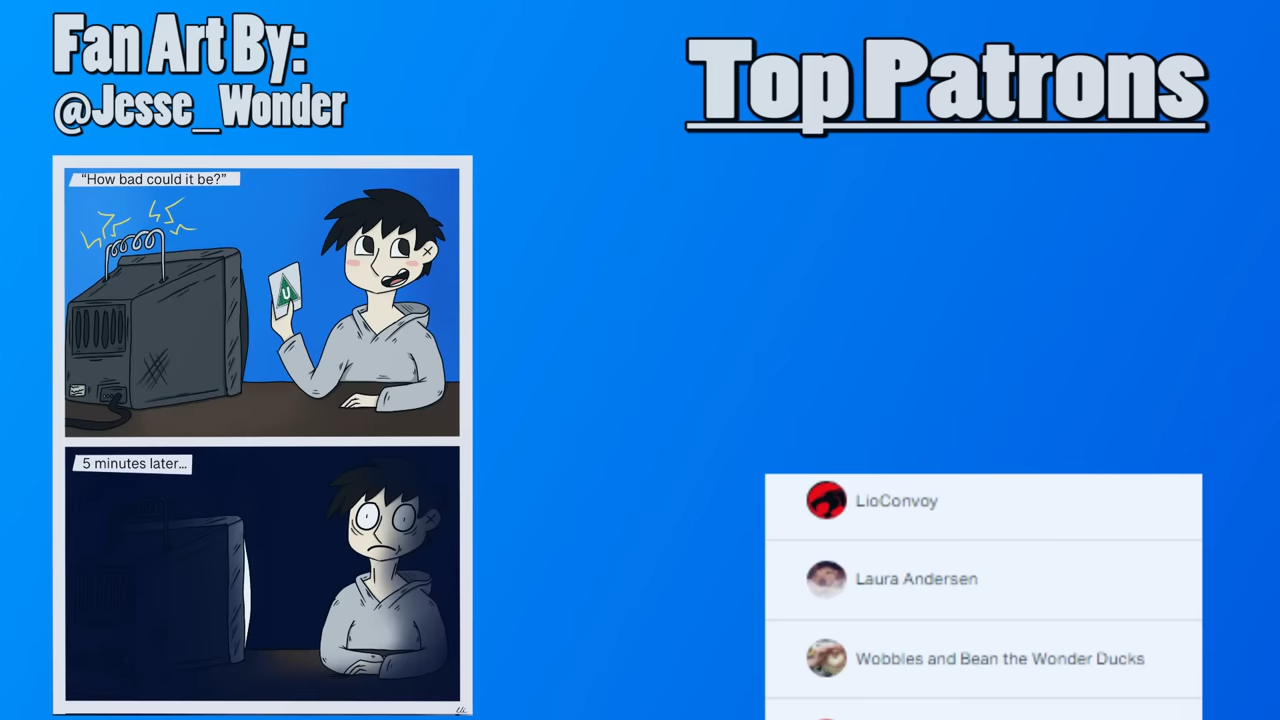 Fan Art By:
@Jesse_Wonder
Top Patrons
“How bad could it be?”
U
5 minutes later...
LioConvoy
Laura Andersen
Wobbles and Bean the Wonder Ducks